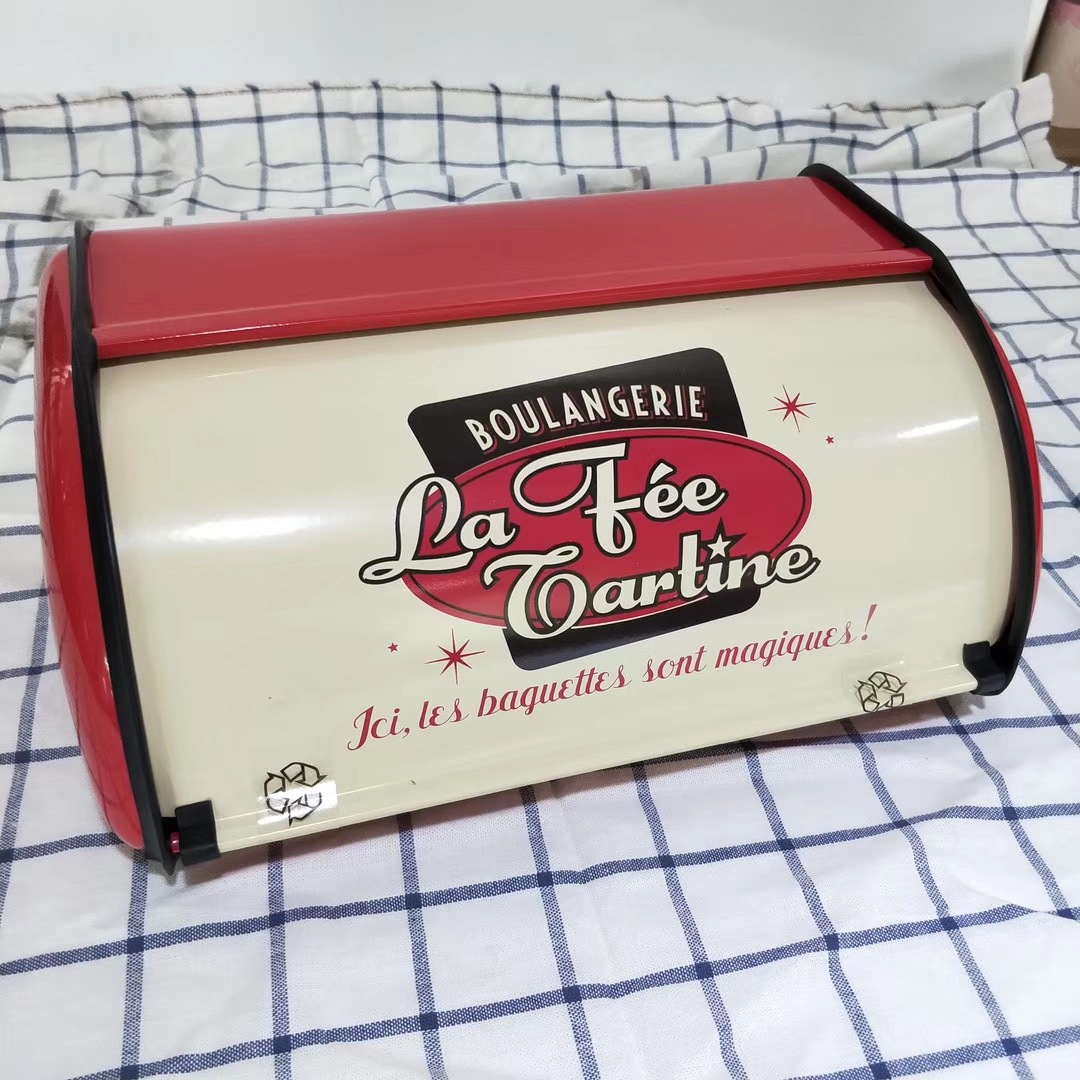 BOULANGERIE
La Fée
Tartine
Ici, les baguettes sont magiques !